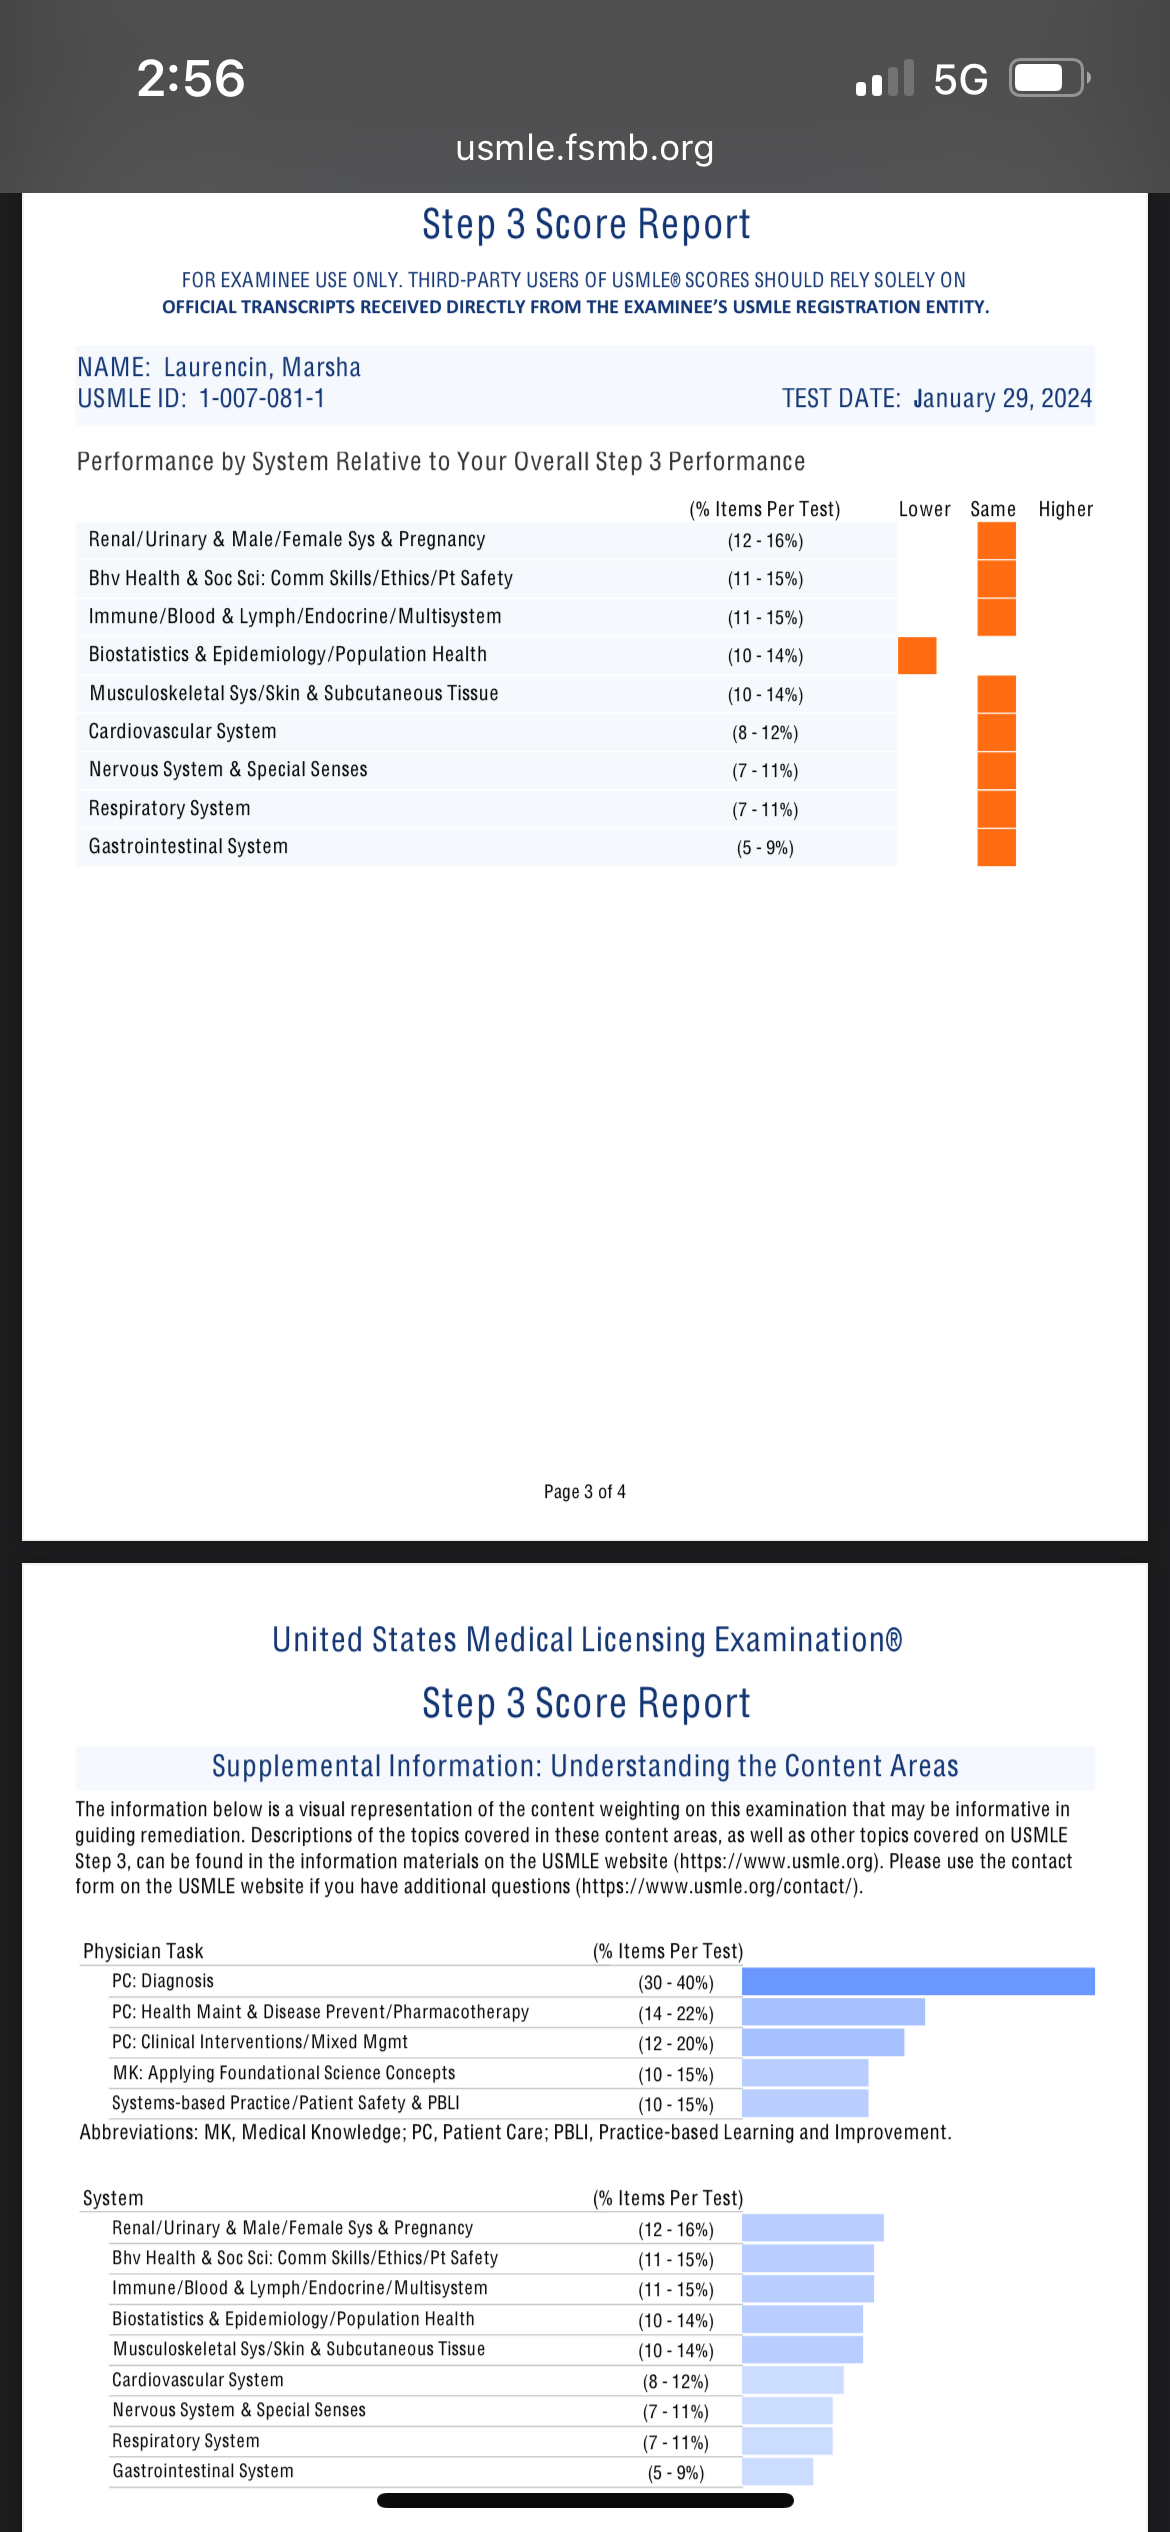 2:56
5G
usmle.fsmb.org
Step 3 Score Report
FOR EXAMINEE USE ONLY. THIRD-PARTY USERS OF USMLE® SCORES SHOULD RELY SOLELY ON
OFFICIAL TRANSCRIPTS RECEIVED DIRECTLY FROM THE EXAMINEE’S USMLE REGISTRATION ENTITY.
NAME: Laurencin, Marsha
USMLE ID: 1-007-081-1 TEST DATE: January 29, 2024
Performance by System Relative to Your Overall Step 3 Performance
(% Items Per Test) Lower Same Higher
Renal/Urinary & Male/Female Sys & Pregnancy (12 - 16%)
Bhv Health & Soc Sci: Comm Skills/Ethics/Pt Safety (11 - 15%)
Immune/Blood & Lymph/Endocrine/Multisystem (11 - 15%)
Biostatistics & Epidemiology/Population Health (10 - 14%)
Musculoskeletal Sys/Skin & Subcutaneous Tissue (10 - 14%)
Cardiovascular System (8 - 12%)
Nervous System & Special Senses (7 - 11%)
Respiratory System (7 - 11%)
Gastrointestinal System (5 - 9%)
Page 3 of 4
United States Medical Licensing Examination®
Step 3 Score Report
Supplemental Information: Understanding the Content Areas
The information below is a visual representation of the content weighting on this examination that may be informative in
guiding remediation. Descriptions of the topics covered in these content areas, as well as other topics covered on USMLE
Step 3, can be found in the information materials on the USMLE website (https://www.usmle.org). Please use the contact
form on the USMLE website if you have additional questions (https://www.usmle.org/contact/).
Physician Task (% Items Per Test)
PC: Diagnosis (30 - 40%)
PC: Health Maint & Disease Prevent/Pharmacotherapy (14 - 22%)
PC: Clinical Interventions/Mixed Mgmt (12 - 20%)
MK: Applying Foundational Science Concepts (10 - 15%)
Systems-based Practice/Patient Safety & PBLI (10 - 15%)
Abbreviations: MK, Medical Knowledge; PC, Patient Care; PBLI, Practice-based Learning and Improvement.
System (% Items Per Test)
Renal/Urinary & Male/Female Sys & Pregnancy (12 - 16%)
Bhv Health & Soc Sci: Comm Skills/Ethics/Pt Safety (11 - 15%)
Immune/Blood & Lymph/Endocrine/Multisystem (11 - 15%)
Biostatistics & Epidemiology/Population Health (10 - 14%)
Musculoskeletal Sys/Skin & Subcutaneous Tissue (10 - 14%)
Cardiovascular System (8 - 12%)
Nervous System & Special Senses (7 - 11%)
Respiratory System (7 - 11%)
Gastrointestinal System (5 - 9%)